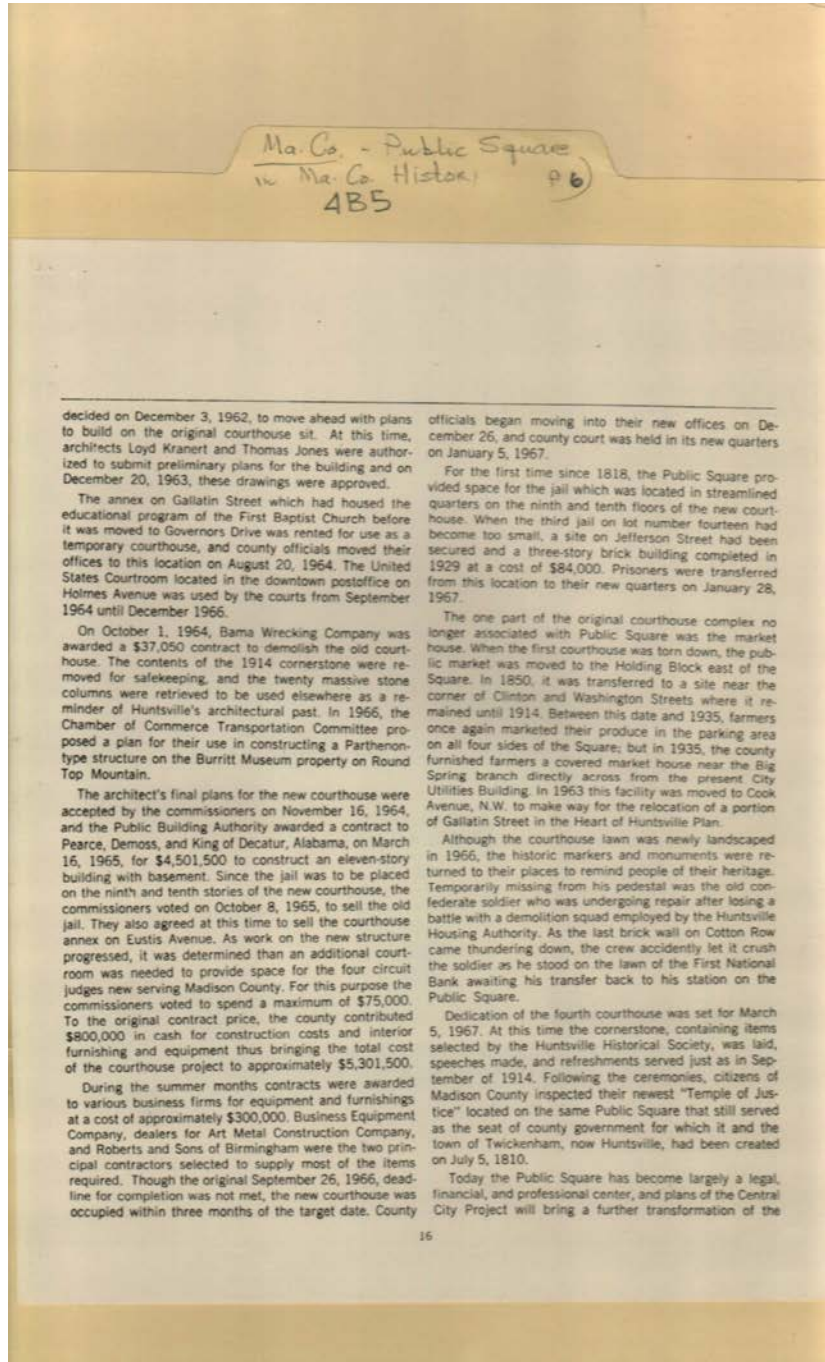 Ma. Co. - Public Square
in Ma. Co. Histor P6)
4B5
decided on December 3, 1962, to move ahead with plans
to build on the original courthouse sit. At this time,
architects Loyd Kranert and Thomas Jones were author-
ized to submit preliminary plans for the building and on
December 20, 1963, these drawings were approved.
The annex on Gallatin Street which had housed the
educational program of the First Baptist Church before
it was moved to Governors Drive was rented for use as a
temporary courthouse, and county officials moved their
offices to this location on August 20, 1964. The United
States Courtroom located in the downtown postoffice on
Holmes Avenue was used by the courts from September
1964 until December 1966.
On October 1, 1964, Bama Wrecking Company was
awarded a $37,050 contract to demolish the old court-
house. The contents of the 1914 cornerstone were re-
moved for safekeeping, and the twenty massive stone
columns were retrieved to be used elsewhere as a re-
minder of Huntsville's architectural past. In 1966, the
Chamber of Commerce Transportation Committee pro-
posed a plan for their use in constructing a Parthenon-
type structure on the Burritt Museum property on Round
Top Mountain.
The architect's final plans for the new courthouse were
accepted by the commissioners on November 16, 1964,
and the Public Building Authority awarded a contract to
Pearce, Demoss, and King of Decatur, Alabama, on March
16, 1965, for $4,501,500 to construct an eleven-story
building with basement. Since the jail was to be placed
on the ninth and tenth stories of the new courthouse, the
commissioners voted on October 8, 1965, to sell the old
jail. They also agreed at this time to sell the courthouse
annex on Eustis Avenue. As work on the new structure
progressed, it was determined than an additional court-
room was needed to provide space for the four circuit
judges new serving Madison County. For this purpose the
commissioners voted to spend a maximum of $75,000.
To the original contract price, the county contributed
$800,000 in cash for construction costs and interior
furnishing and equipment thus bringing the total cost
of the courthouse project to approximately $5,301,500.
During the summer months contracts were awarded
to various business firms for equipment and furnishings
at a cost of approximately $300,000. Business Equipment
Company, dealers for Art Metal Construction Company,
and Roberts and Sons of Birmingham were the two prin-
cipal contractors selected to supply most of the items
required. Though the original September 26, 1966, dead-
line for completion was not met, the new courthouse was
occupied within three months of the target date. County
officials began moving into their new offices on De-
cember 26, and county court was held in its new quarters
on January 5, 1967.
For the first time since 1818, the Public Square pro-
vided space for the jail which was located in streamlined
quarters on the ninth and tenth floors of the new court-
house. When the third jail on lot number fourteen had
become too small, a site on Jefferson Street had been
secured and a three-story brick building completed in
1929 at a cost of $84,000. Prisoners were transferred
from this location to their new quarters on January 28,
1967.
The one part of the original courthouse complex no
longer associated with Public Square was the market
house. When the first courthouse was torn down, the pub-
lic market was moved to the Holding Block east of the
Square. In 1850, it was transferred to a site near the
corner of Clinton and Washington Streets where it re-
mained until 1914. Between this date and 1935, farmers
once again marketed their produce in the parking area
on all four sides of the Square; but in 1935, the county
furnished farmers a covered market house near the Big
Spring branch directly across from the present City
Utilities Building. In 1963 this facility was moved to Cook
Avenue, N.W. to make way for the relocation of a portion
of Gallatin Street in the Heart of Huntsville Plan.
Although the courthouse lawn was newly landscaped
in 1966, the historic markers and monuments were re-
turned to their places to remind people of their heritage.
Temporarily missing from his pedestal was the old con-
federate soldier who was undergoing repair after losing a
battle with a demolition squad employed by the Huntsville
Housing Authority. As the last brick wall on Cotton Row
came thundering down, the crew accidently let it crush
the soldier as he stood on the lawn of the First National
Bank awaiting his transfer back to his station on the
Public Square.
Dedication of the fourth courthouse was set for March
5, 1967. At this time the cornerstone, containing items
selected by the Huntsville Historical Society, was laid,
speeches made, and refreshments served just as in Sep-
tember of 1914. Following the ceremonies, citizens of
Madison County inspected their newest "Temple of Jus-
tice" located on the same Public Square that still served
as the seat of county government for which it and the
town of Twickenham, now Huntsville, had been created
on July 5, 1810.
Today the Public Square has become largely a legal,
financial, and professional center, and plans of the Central
City Project will bring a further transformation of the
16